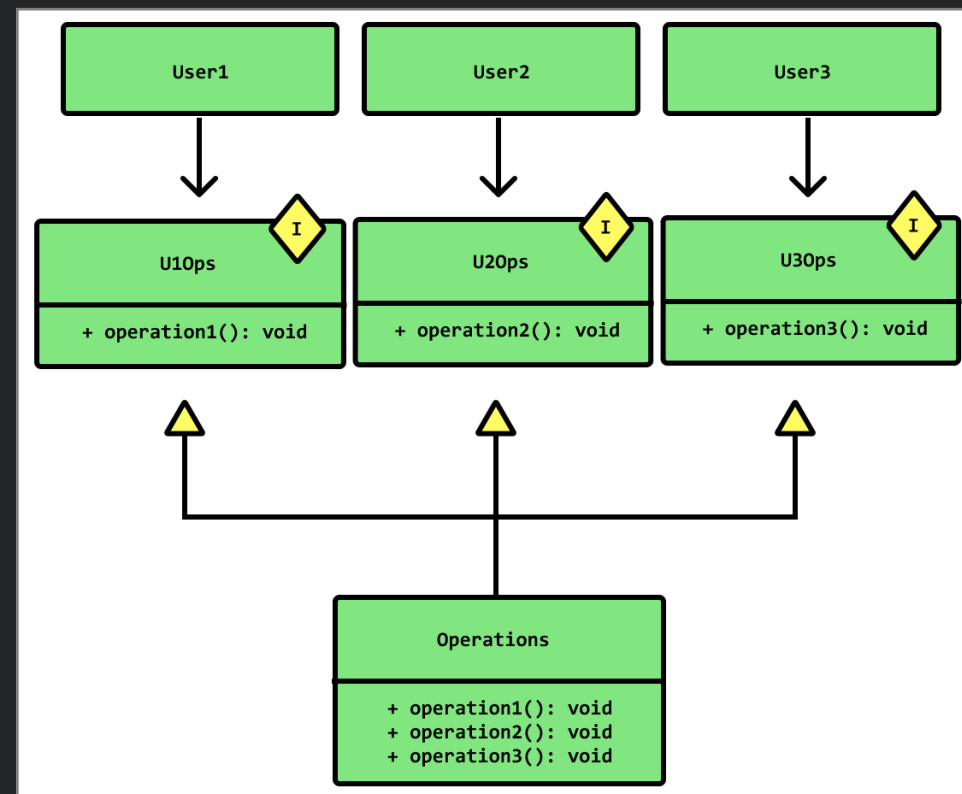 User1
User2
User3
I
I
I
U1Ops
U2Ops
U3Ops
+ operation1(): void
+ operation2(): void
+ operation3(): void
Operations
+ operation1(): void
+ operation2(): void
+ operation3(): void